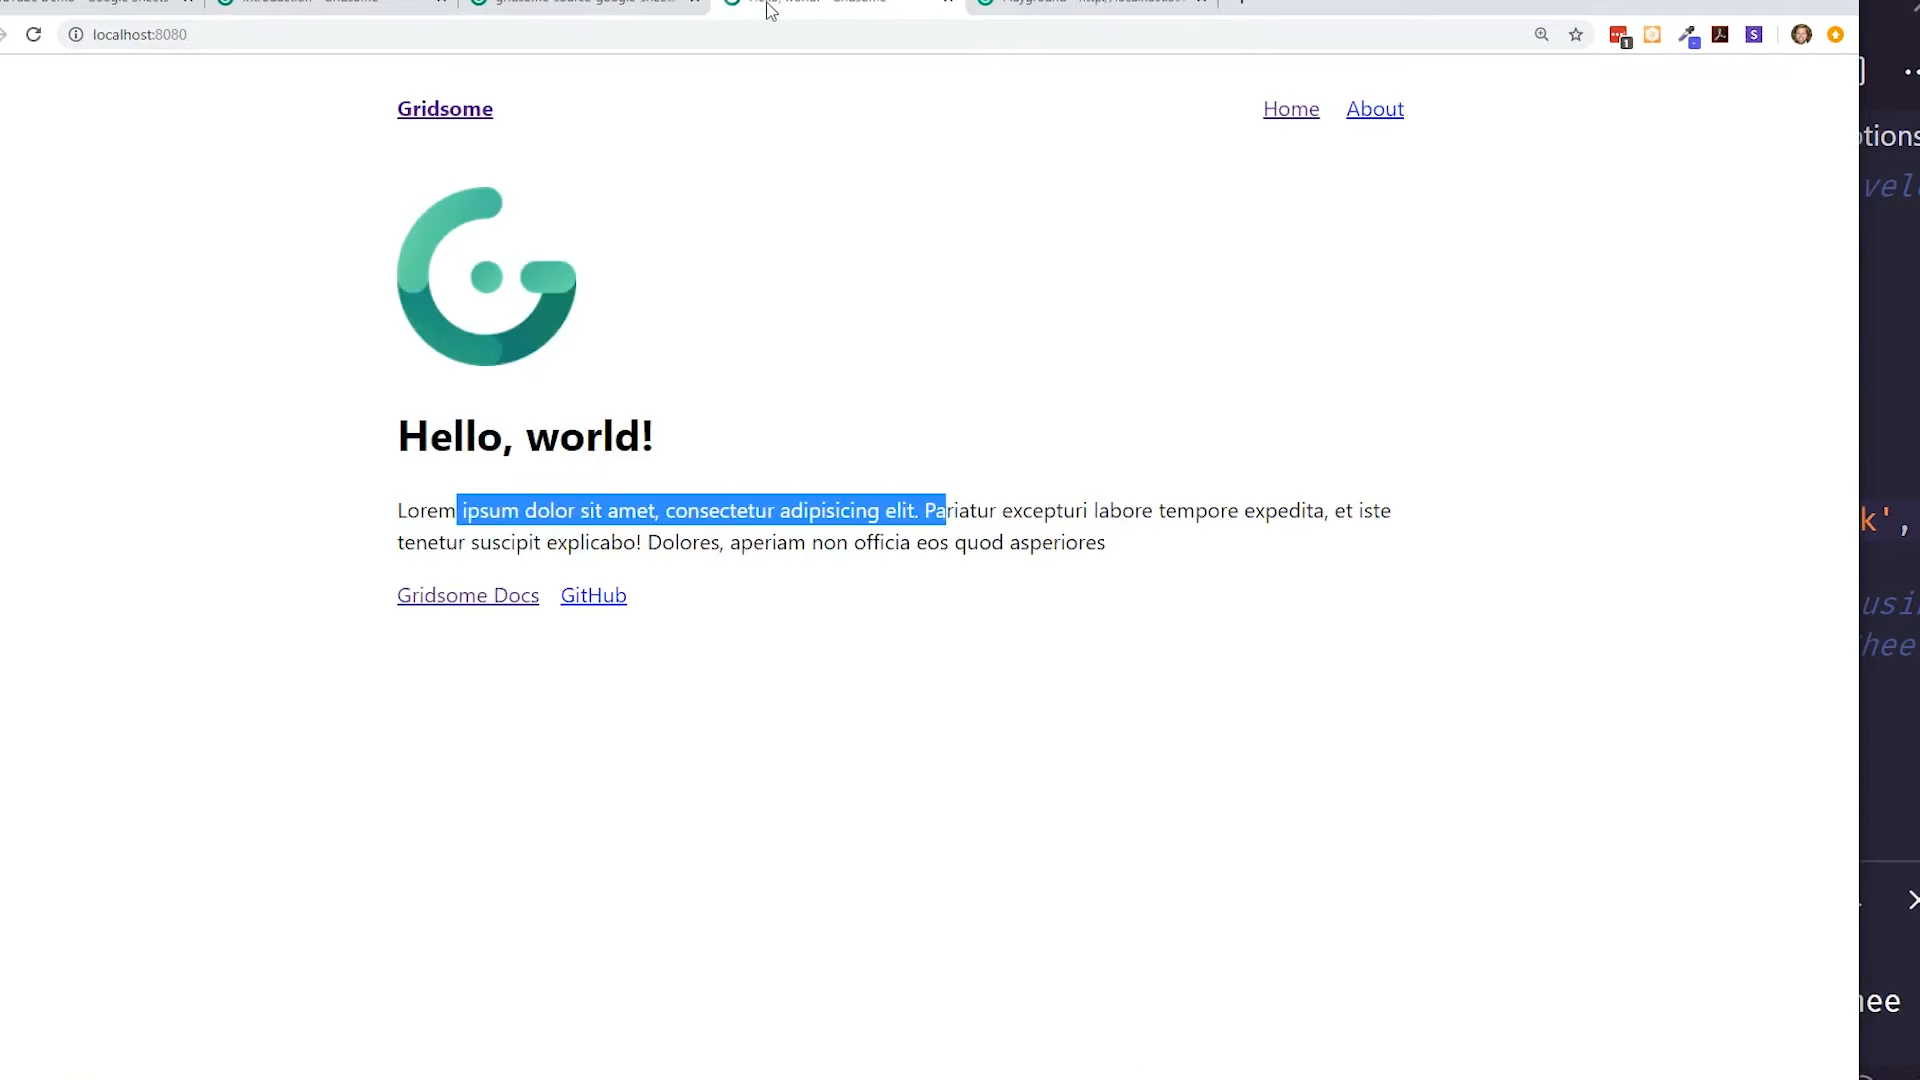 localhost:8080
1
S
Gridsome
Home
About
Hello, world!
Lorem ipsum dolor sit amet, consectetur adipisicing elit. Pariatur excepturi labore tempore expedita, et iste
tenetur suscipit explicabo! Dolores, aperiam non officia eos quod asperiores
Gridsome Docs
GitHub
k',